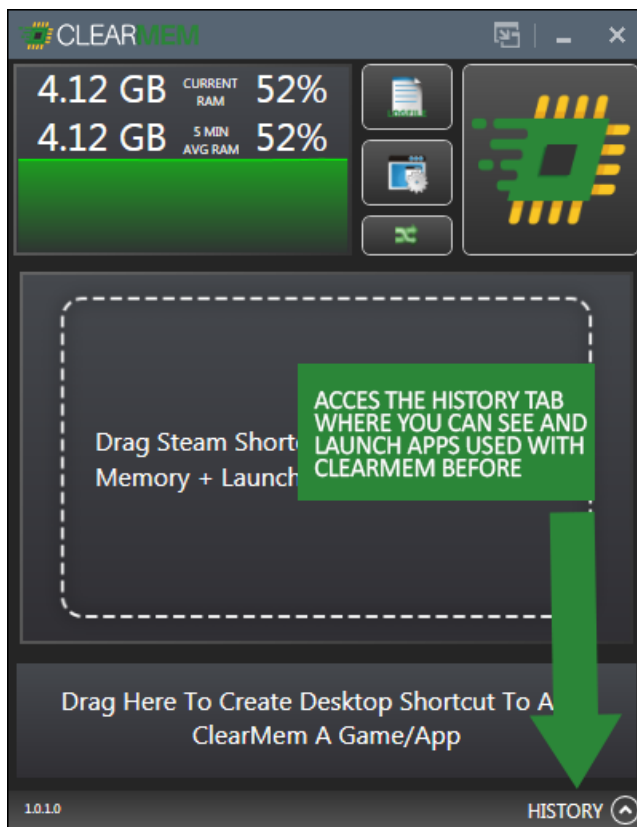 CLEARMEM
4.12 GB CURRENT RAM 52%
4.12 GB 5 MIN AVG RAM 52%
LOGFILE
ACCES THE HISTORY TAB
WHERE YOU CAN SEE AND
LAUNCH APPS USED WITH
CLEARMEM BEFORE
Drag Steam Short
Memory + Launch
Drag Here To Create Desktop Shortcut To A
ClearMem A Game/App
1.0.1.0
HISTORY